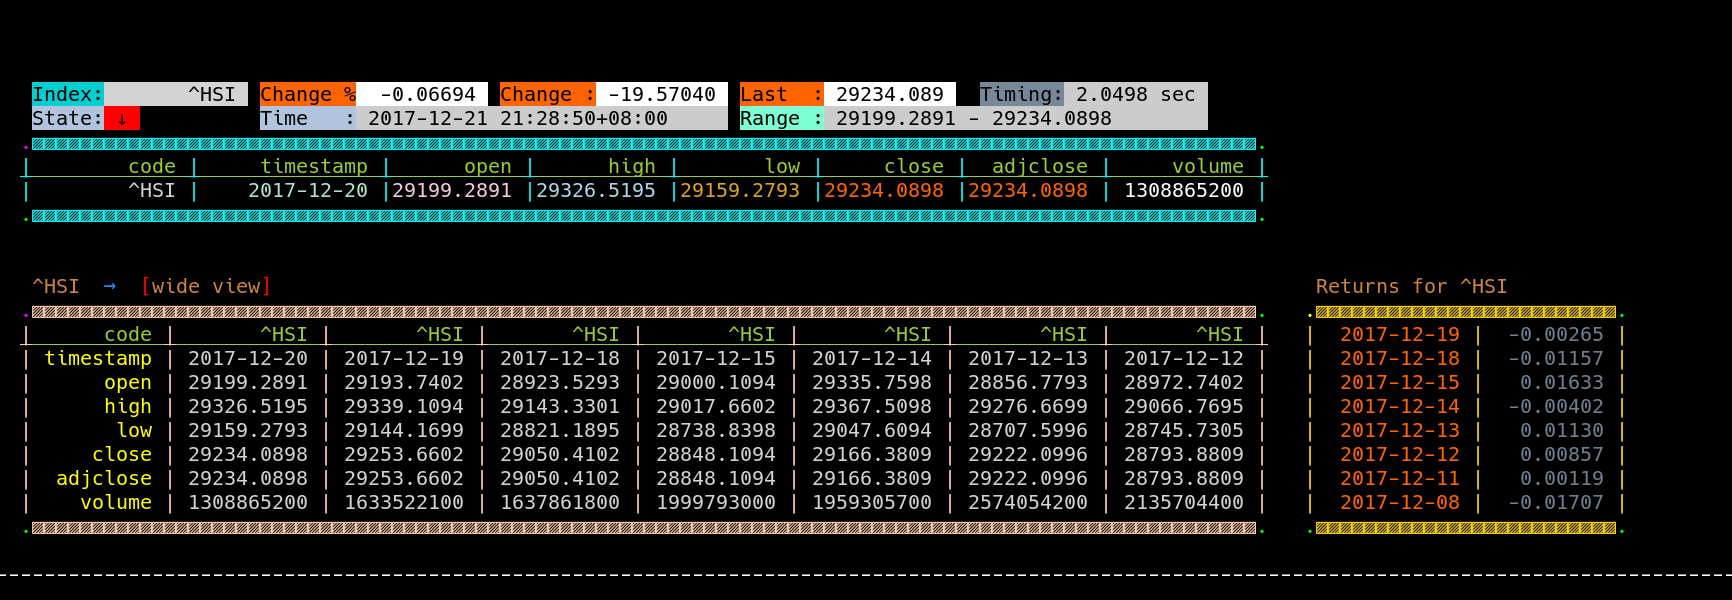 Index: ^HSI Change % -0.06694 Change : -19.57040 Last : 29234.089 Timing: 2.0498 sec
State: ↓ Time : 2017-12-21 21:28:50+08:00 Range : 29199.2891 - 29234.0898
| code | timestamp | open | high | low | close | adjclose | volume |
| ^HSI | 2017-12-20 |29199.2891 |29326.5195 |29159.2793 |29234.0898 |29234.0898 | 1308865200 |
^HSI → [wide view] Returns for ^HSI
| code | ^HSI | ^HSI | ^HSI | ^HSI | ^HSI | ^HSI | ^HSI | | 2017-12-19 | -0.00265 |
| timestamp | 2017-12-20 | 2017-12-19 | 2017-12-18 | 2017-12-15 | 2017-12-14 | 2017-12-13 | 2017-12-12 | | 2017-12-18 | -0.01157 |
| open | 29199.2891 | 29193.7402 | 28923.5293 | 29000.1094 | 29335.7598 | 28856.7793 | 28972.7402 | | 2017-12-15 | 0.01633 |
| high | 29326.5195 | 29339.1094 | 29143.3301 | 29017.6602 | 29367.5098 | 29276.6699 | 29066.7695 | | 2017-12-14 | -0.00402 |
| low | 29159.2793 | 29144.1699 | 28821.1895 | 28738.8398 | 29047.6094 | 28707.5996 | 28745.7305 | | 2017-12-13 | 0.01130 |
| close | 29234.0898 | 29253.6602 | 29050.4102 | 28848.1094 | 29166.3809 | 29222.0996 | 28793.8809 | | 2017-12-12 | 0.00857 |
| adjclose | 29234.0898 | 29253.6602 | 29050.4102 | 28848.1094 | 29166.3809 | 29222.0996 | 28793.8809 | | 2017-12-11 | 0.00119 |
| volume | 1308865200 | 1633522100 | 1637861800 | 1999793000 | 1959305700 | 2574054200 | 2135704400 | | 2017-12-08 | -0.01707 |